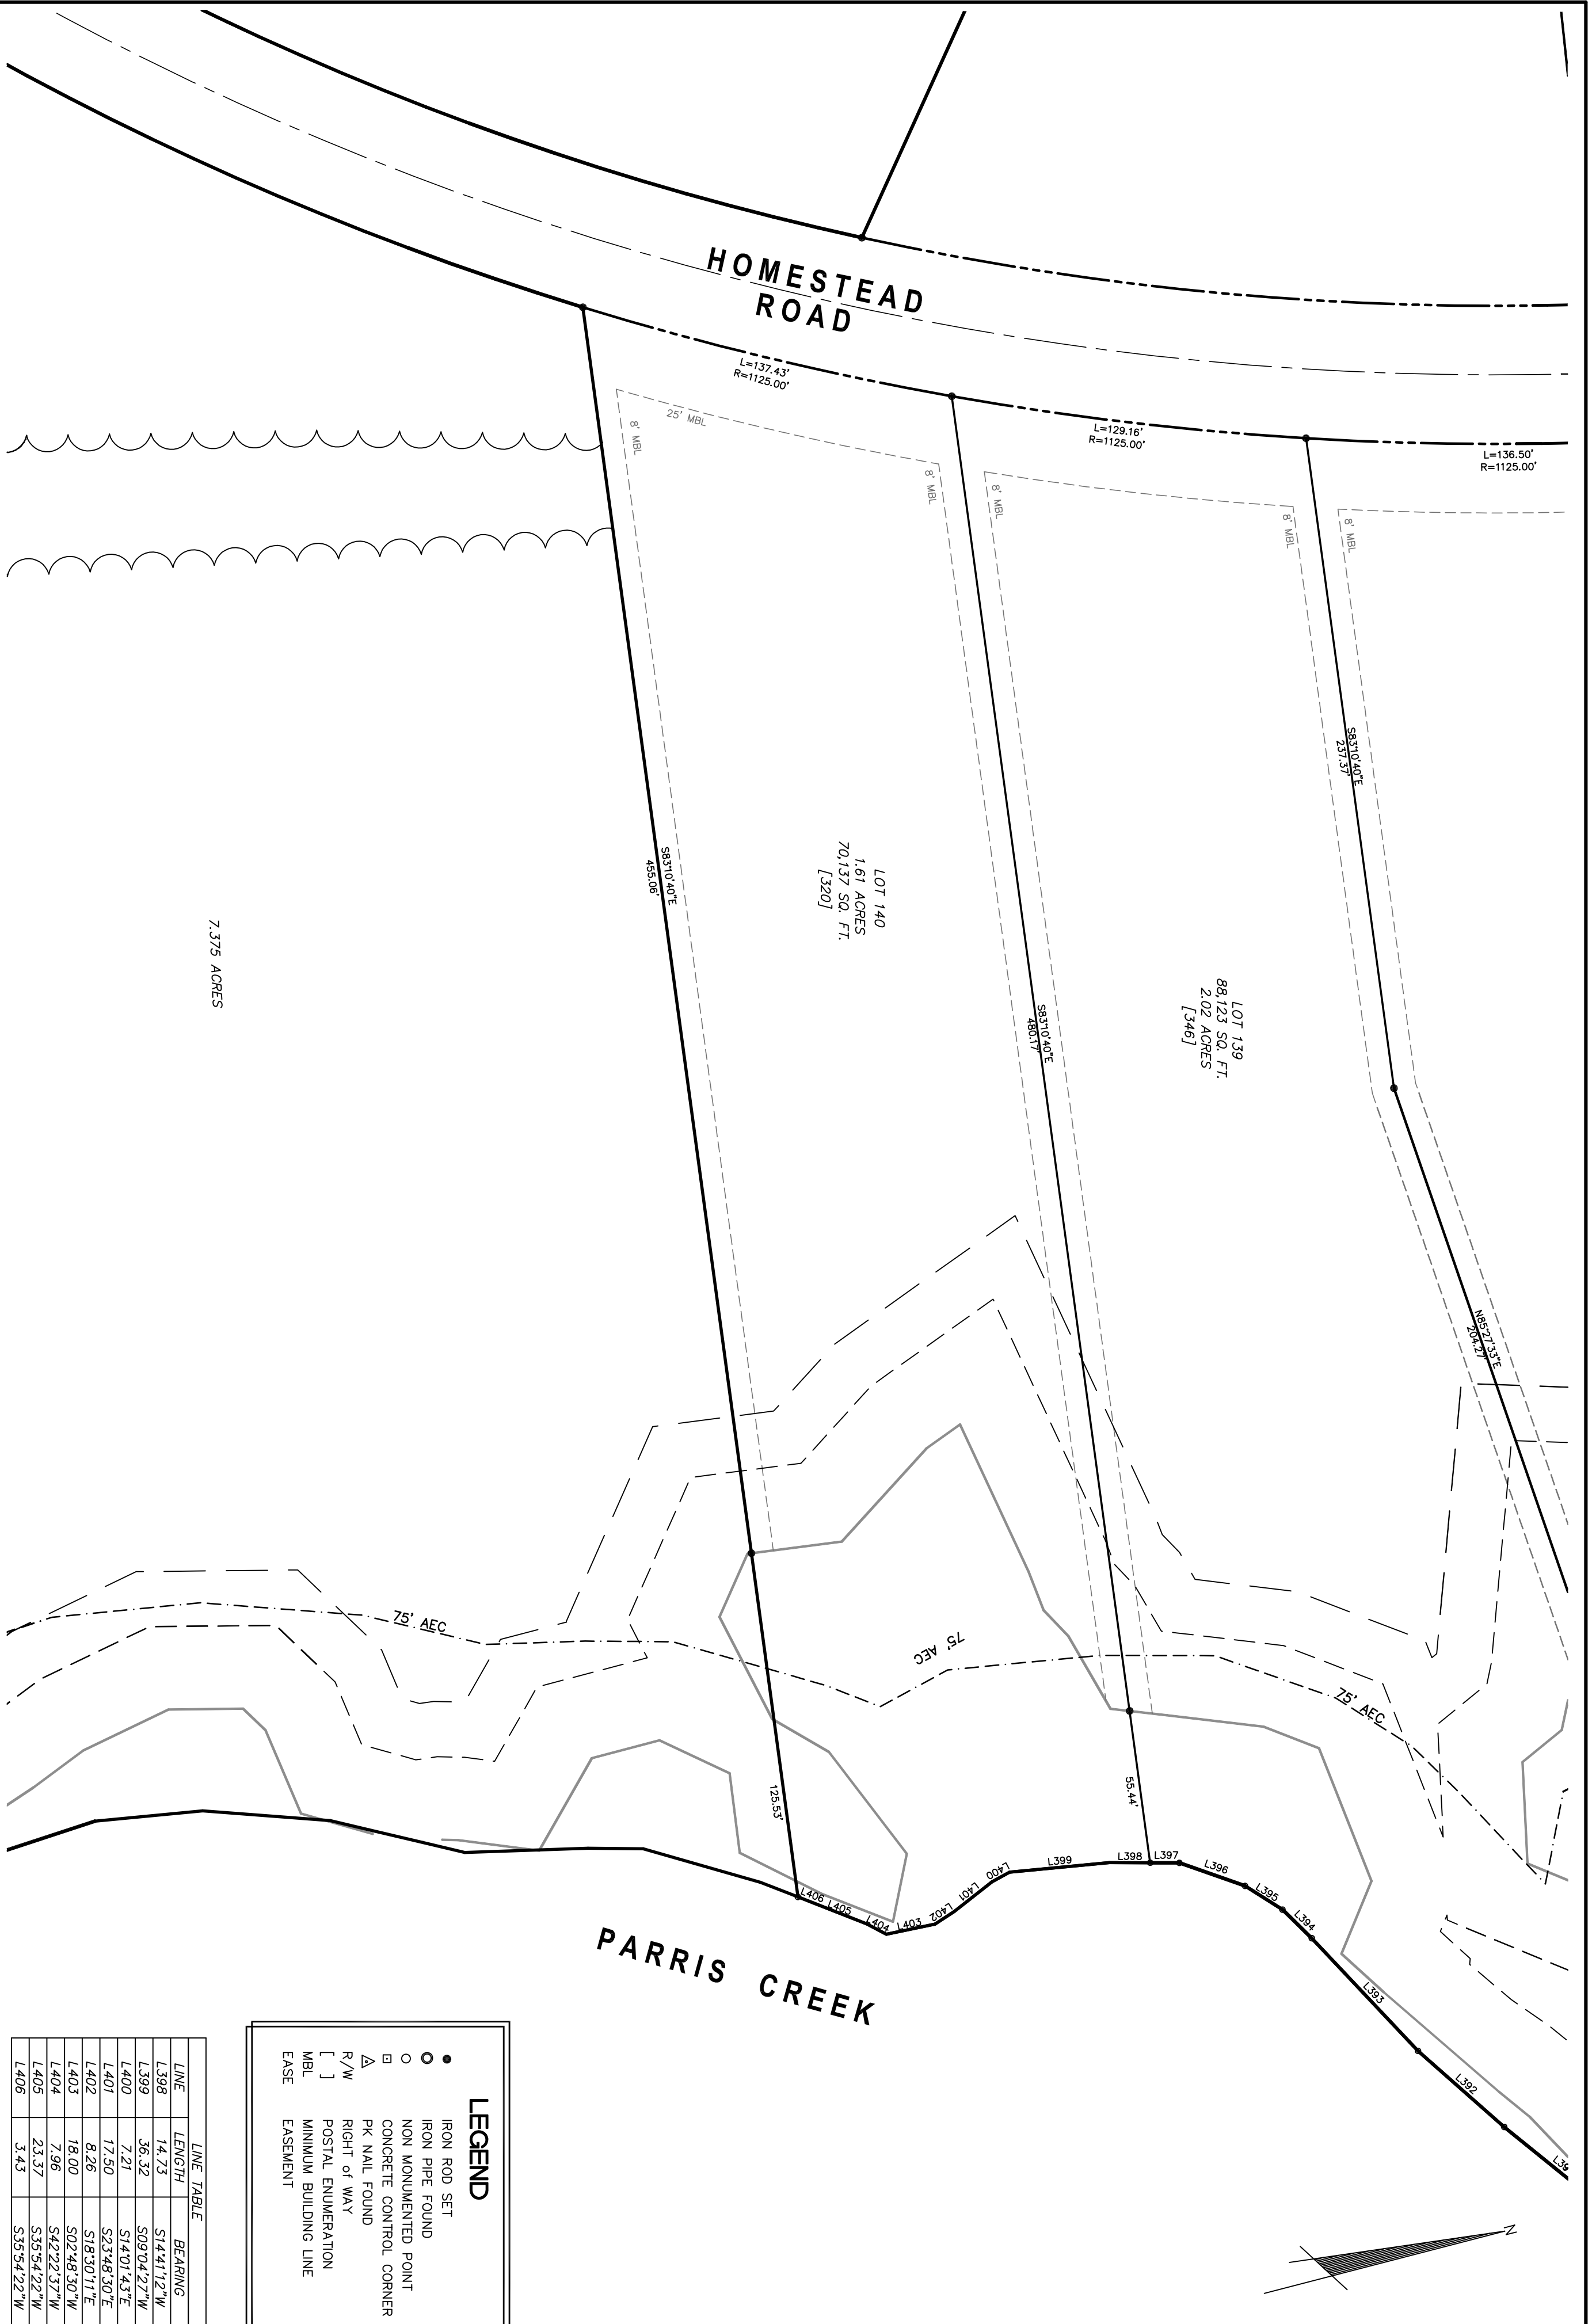 HOMESTEAD
ROAD
L=137.43'
R=1125.00'
L=129.16'
R=1125.00'
L=136.50'
R=1125.00'
25' MBL
8' MBL
8' MBL
8' MBL
8' MBL
8' MBL
S83°10'40"E
237.37'
S83°10'40"E
455.06'
LOT 140
1.61 ACRES
70,137 SQ. FT.
[320]
7.375 ACRES
LOT 139
88,123 SQ. FT.
2.02 ACRES
[346]
S83°10'40"E
480.17'
N85°27'33"E
204.27'
75' AEC
75' AEC
75' AEC
125.53'
55.44'
L406
L405
L404
L403
L402
L401
L400
L399
L398
L397
L396
L395
L394
L393
L392
PARRIS CREEK
LEGEND
IRON ROD SET
IRON PIPE FOUND
NON MONUMENTED POINT
CONCRETE CONTROL CORNER
PK NAIL FOUND
R/W RIGHT of WAY
[ ] POSTAL ENUMERATION
MBL MINIMUM BUILDING LINE
EASE EASEMENT
LINE TABLE
LINE LENGTH BEARING
L398 14.73 S14°41'12"W
L399 36.32 S09°04'27"W
L400 7.21 S14°01'43"E
L401 17.50 S23°48'30"E
L402 8.26 S18°30'11"E
L403 18.00 S02°48'30"W
L404 7.96 S42°22'37"W
L405 23.37 S35°54'22"W
L406 3.43 S35°54'22"W
N